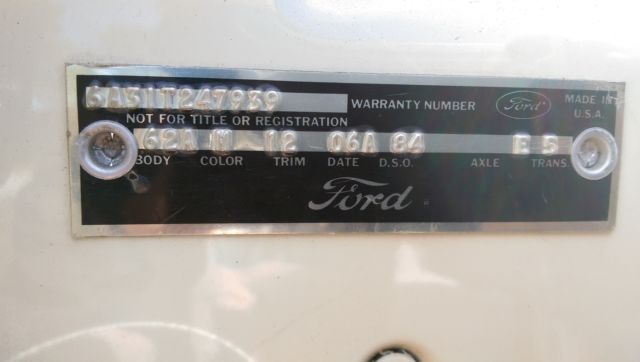 6A31T247939 WARRANTY NUMBER Ford MADE IN U.S.A.
NOT FOR TITLE OR REGISTRATION
62A M 12 06A 84 E 5
BODY COLOR TRIM DATE D.S.O. AXLE TRANS.
Ford